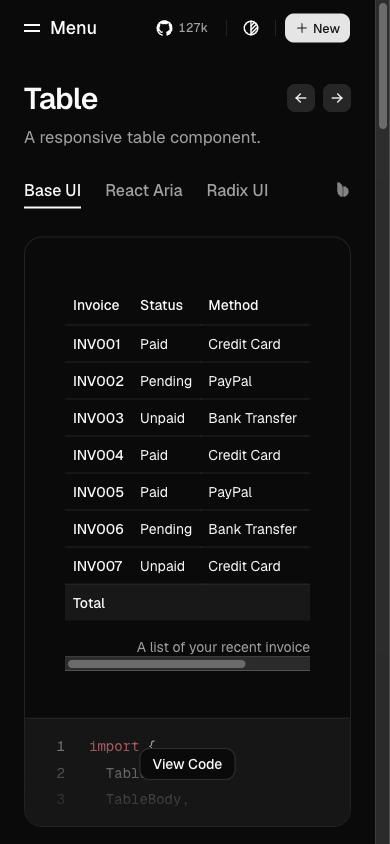 Menu 127k + New
Table
A responsive table component.
Base UI React Aria Radix UI
Invoice Status Method
INV001 Paid Credit Card
INV002 Pending PayPal
INV003 Unpaid Bank Transfer
INV004 Paid Credit Card
INV005 Paid PayPal
INV006 Pending Bank Transfer
INV007 Unpaid Credit Card
Total
A list of your recent invoice
1 import {
2 Tabl
View Code
3 TableBody,